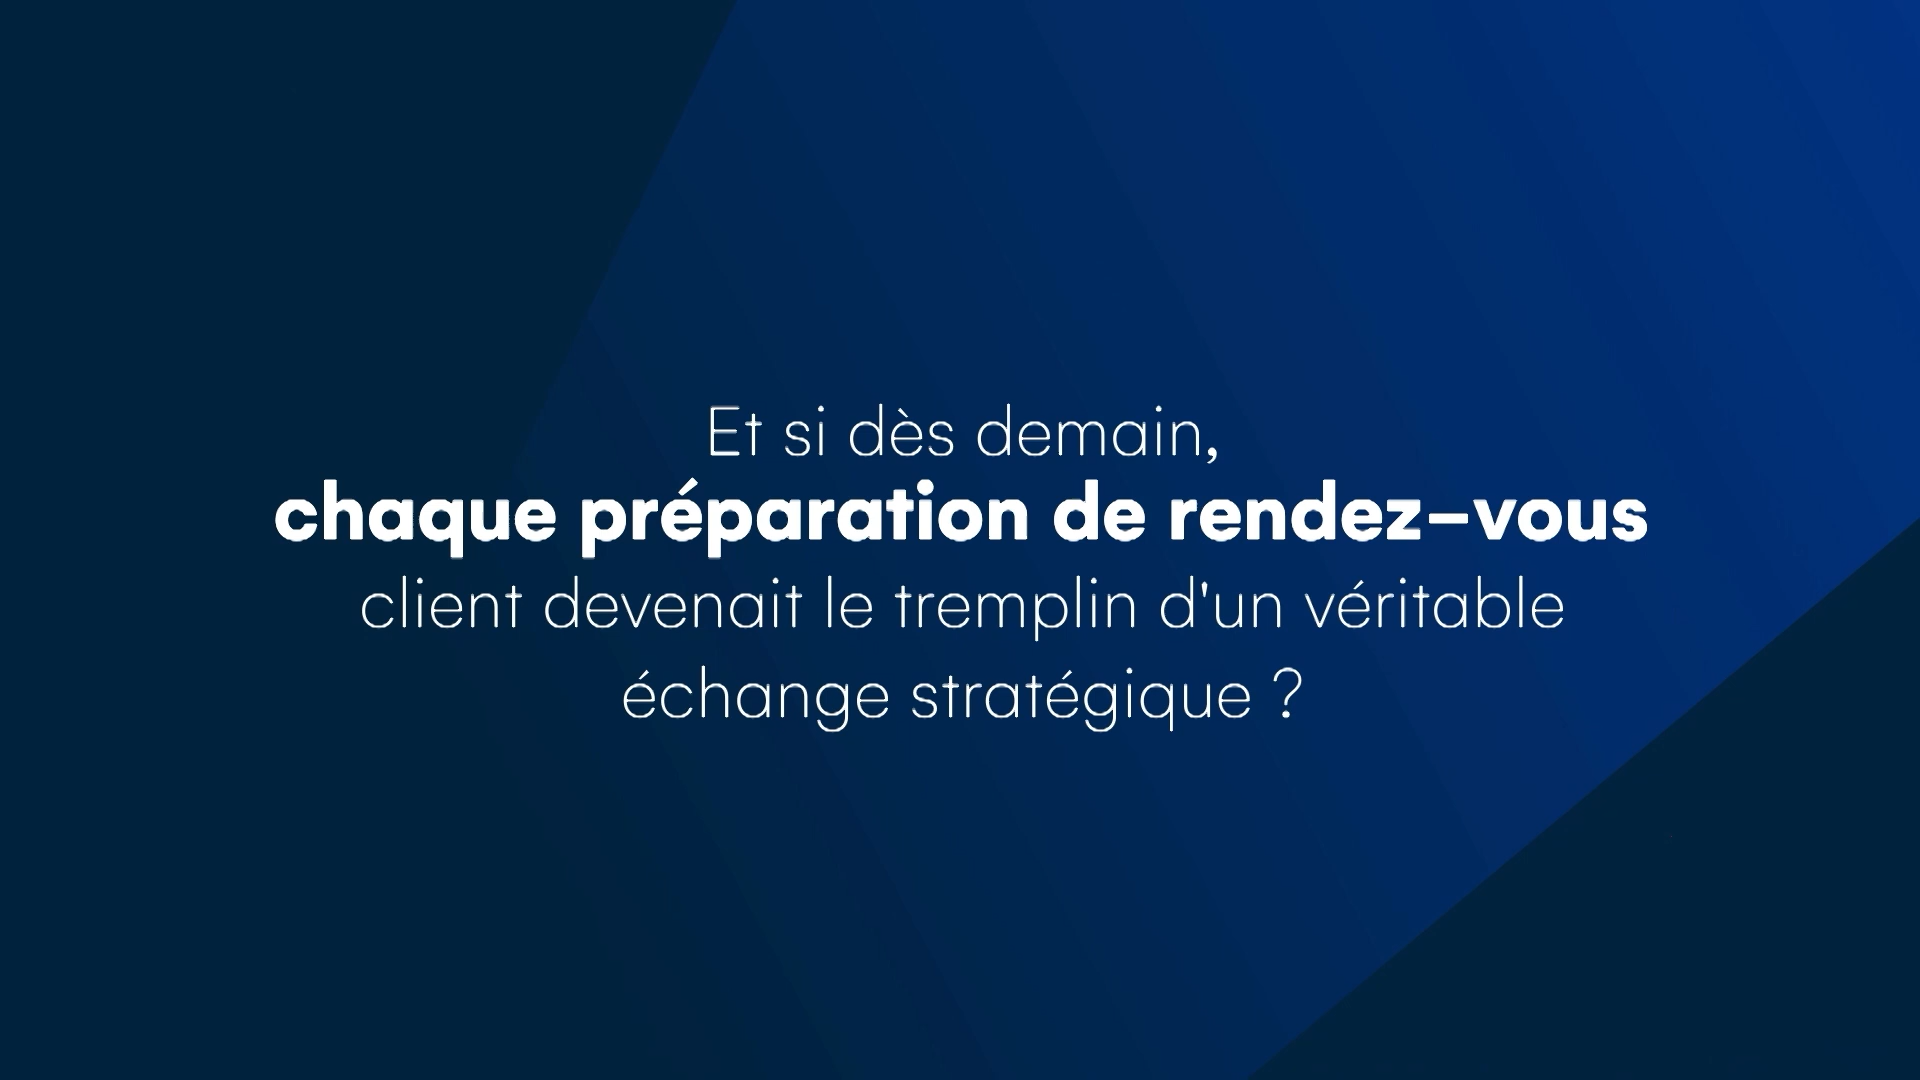 Et si dès demain,
chaque préparation de rendez-vous
client devenait le tremplin d'un véritable
échange stratégique ?